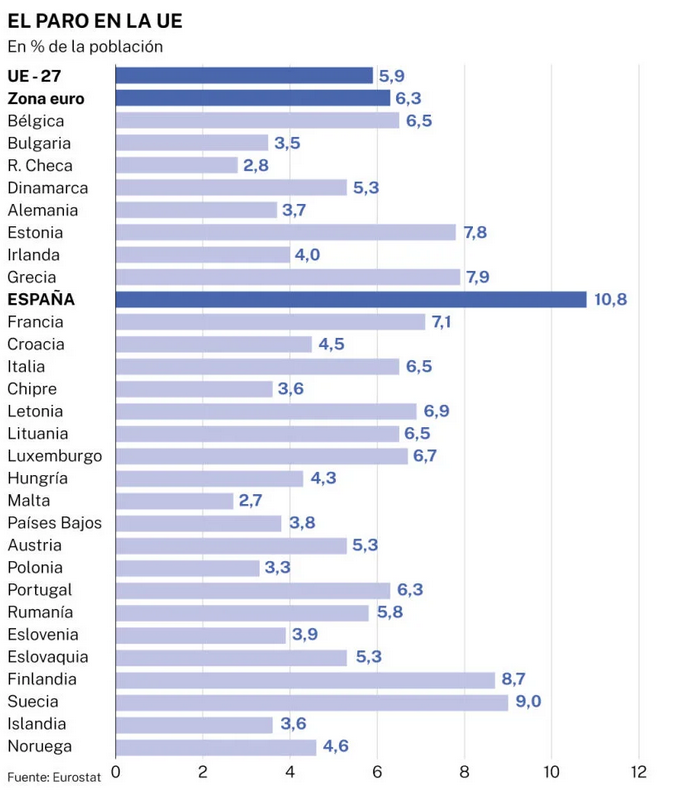 EL PARO EN LA UE
En % de la población
UE - 27 5,9
Zona euro 6,3
Bélgica 6,5
Bulgaria 3,5
R. Checa 2,8
Dinamarca 5,3
Alemania 3,7
Estonia 7,8
Irlanda 4,0
Grecia 7,9
ESPAÑA 10,8
Francia 7,1
Croacia 4,5
Italia 6,5
Chipre 3,6
Letonia 6,9
Lituania 6,5
Luxemburgo 6,7
Hungría 4,3
Malta 2,7
Países Bajos 3,8
Austria 5,3
Polonia 3,3
Portugal 6,3
Rumanía 5,8
Eslovenia 3,9
Eslovaquia 5,3
Finlandia 8,7
Suecia 9,0
Islandia 3,6
Noruega 4,6
Fuente: Eurostat 0 2 4 6 8 10 12